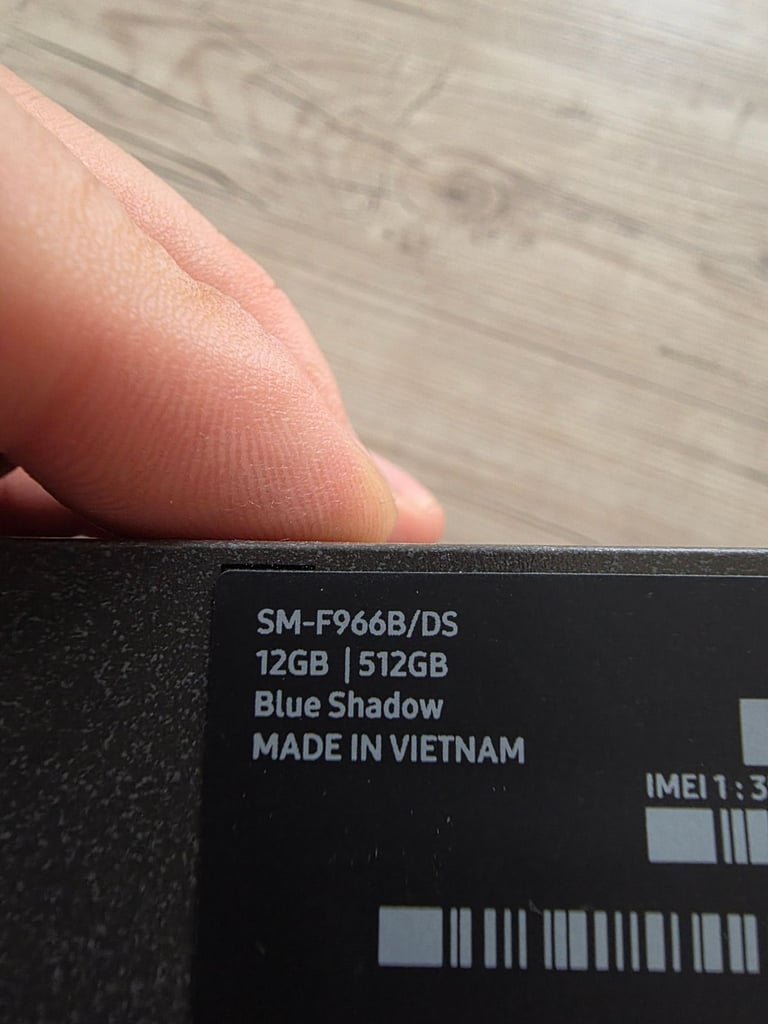 SM-F966B/DS
12GB | 512GB
Blue Shadow
MADE IN VIETNAM
IMEI 1 : 3